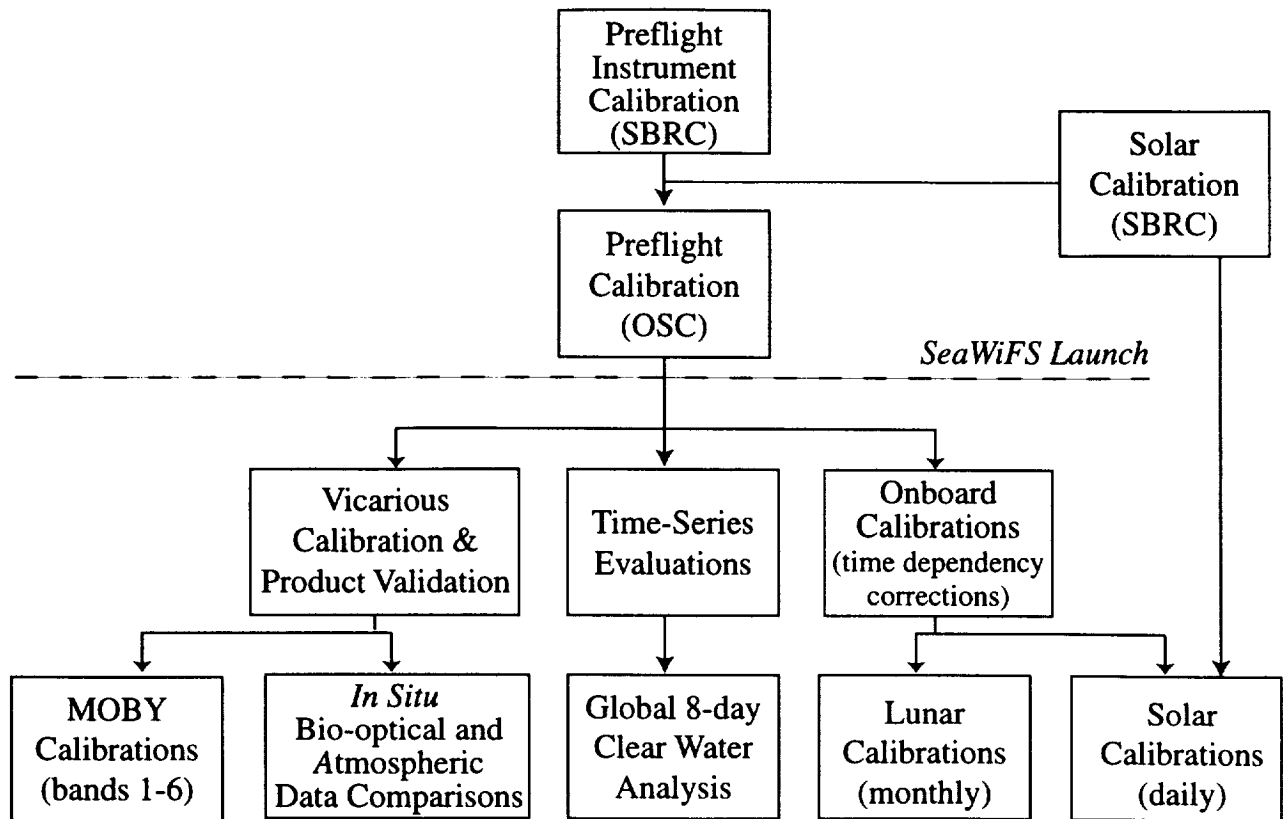 Preflight
Instrument
Calibration
(SBRC)
Solar
Calibration
(SBRC)
Preflight
Calibration
(OSC)
SeaWiFS Launch
Vicarious
Calibration &
Product Validation
Time-Series
Evaluations
Onboard
Calibrations
(time dependency
corrections)
MOBY
Calibrations
(bands 1-6)
In Situ
Bio-optical and
Atmospheric
Data Comparisons
Global 8-day
Clear Water
Analysis
Lunar
Calibrations
(monthly)
Solar
Calibrations
(daily)